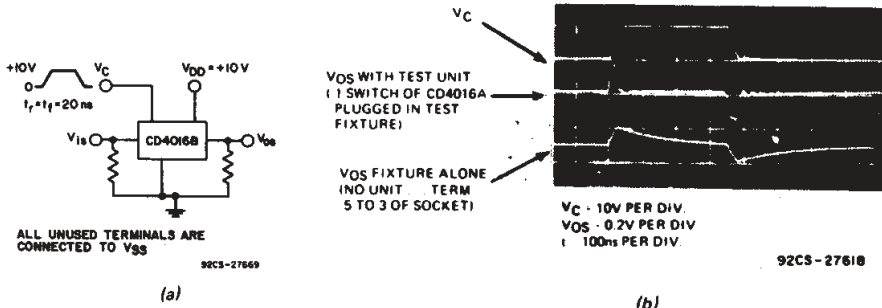 +10V
0
VC
tr = tf = 20 ns
VDD = +10V
Vis
CD4016B
Vos
ALL UNUSED TERMINALS ARE
CONNECTED TO VSS
92CS-27669
(a)
VC
VOS WITH TEST UNIT
(1 SWITCH OF CD4016A
PLUGGED IN TEST
FIXTURE)
VOS FIXTURE ALONE
(NO UNIT . . TERM
5 TO 3 OF SOCKET)
VC - 10V PER DIV.
VOS - 0.2V PER DIV
t 100ns PER DIV.
92CS-27618
(b)